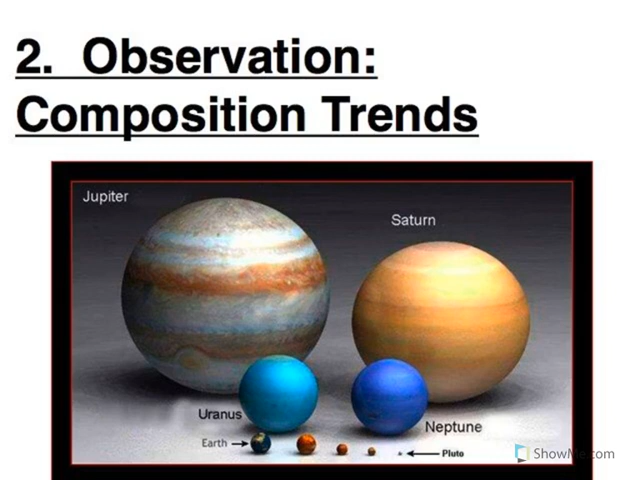 2. Observation:
Composition Trends
Jupiter
Saturn
Uranus
Neptune
Earth
Pluto
ShowMe.com